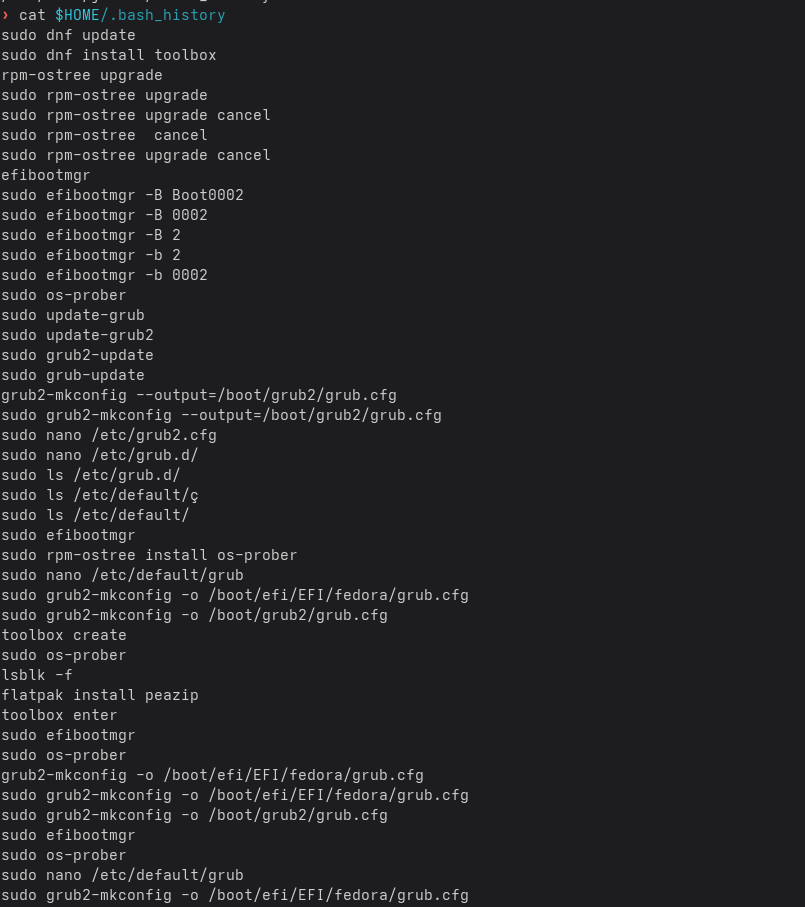 › cat $HOME/.bash_history
sudo dnf update
sudo dnf install toolbox
rpm-ostree upgrade
sudo rpm-ostree upgrade
sudo rpm-ostree upgrade cancel
sudo rpm-ostree  cancel
sudo rpm-ostree upgrade cancel
efibootmgr
sudo efibootmgr -B Boot0002
sudo efibootmgr -B 0002
sudo efibootmgr -B 2
sudo efibootmgr -b 2
sudo efibootmgr -b 0002
sudo os-prober
sudo update-grub
sudo update-grub2
sudo grub2-update
sudo grub-update
grub2-mkconfig --output=/boot/grub2/grub.cfg
sudo grub2-mkconfig --output=/boot/grub2/grub.cfg
sudo nano /etc/grub2.cfg
sudo nano /etc/grub.d/
sudo ls /etc/grub.d/
sudo ls /etc/default/ç
sudo ls /etc/default/
sudo efibootmgr
sudo rpm-ostree install os-prober
sudo nano /etc/default/grub
sudo grub2-mkconfig -o /boot/efi/EFI/fedora/grub.cfg
sudo grub2-mkconfig -o /boot/grub2/grub.cfg
toolbox create
sudo os-prober
lsblk -f
flatpak install peazip
toolbox enter
sudo efibootmgr
sudo os-prober
grub2-mkconfig -o /boot/efi/EFI/fedora/grub.cfg
sudo grub2-mkconfig -o /boot/efi/EFI/fedora/grub.cfg
sudo grub2-mkconfig -o /boot/grub2/grub.cfg
sudo efibootmgr
sudo os-prober
sudo nano /etc/default/grub
sudo grub2-mkconfig -o /boot/efi/EFI/fedora/grub.cfg